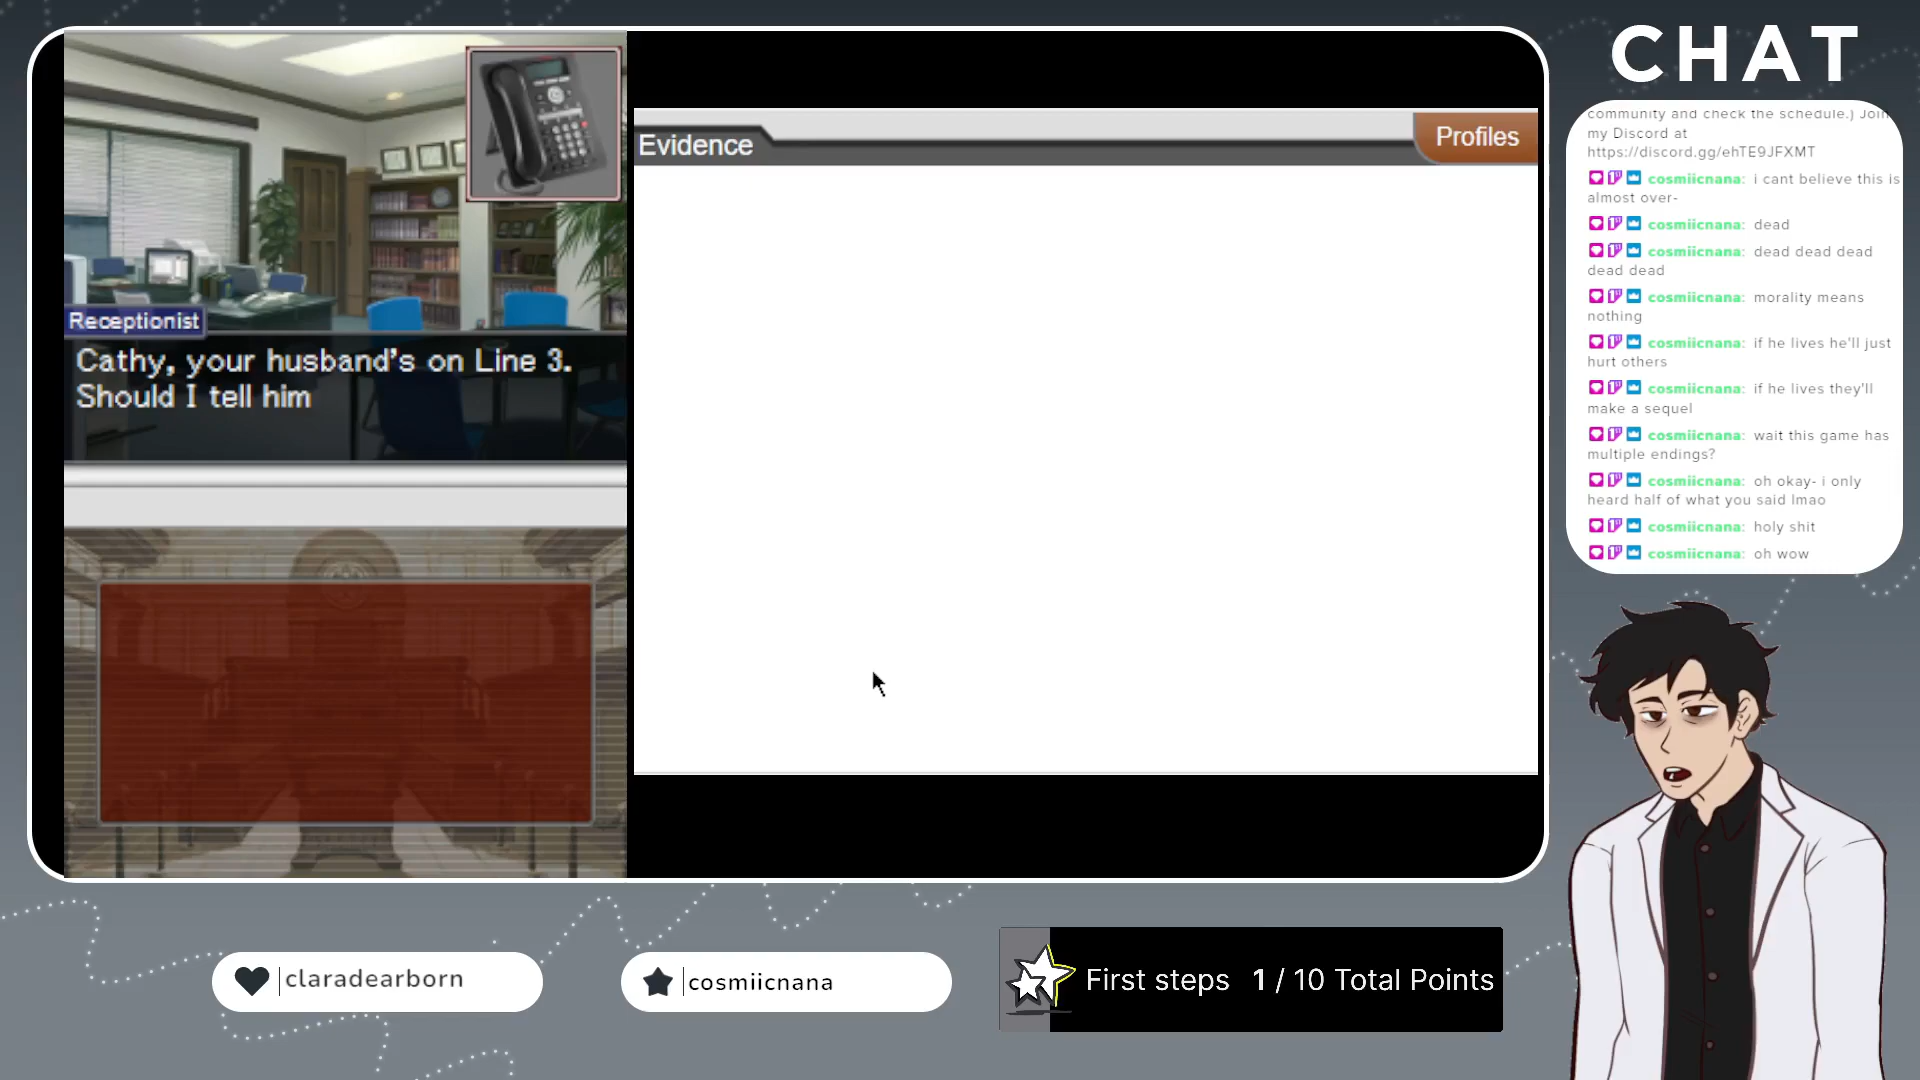 CHAT
community and check the schedule.) Join
my Discord at
https://discord.gg/ehTE9JFXMT
cosmiicnana: i cant believe this is
almost over-
cosmiicnana: dead
cosmiicnana: dead dead dead
dead dead
cosmiicnana: morality means
nothing
cosmiicnana: if he lives he'll just
hurt others
cosmiicnana: if he lives they'll
make a sequel
cosmiicnana: wait this game has
multiple endings?
cosmiicnana: oh okay- i only
heard half of what you said lmao
cosmiicnana: holy shit
cosmiicnana: oh wow
Evidence
Profiles
Receptionist
Cathy, your husband's on Line 3.
Should I tell him
claradearborn
cosmiicnana
First steps 1 / 10 Total Points